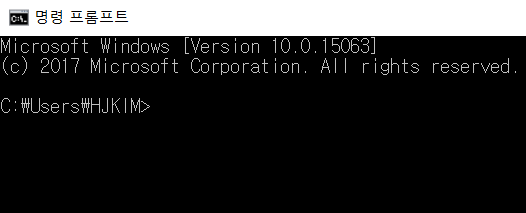 명령 프롬프트
Microsoft Windows [Version 10.0.15063]
(c) 2017 Microsoft Corporation. All rights reserved.
C:₩Users₩HJKIM>